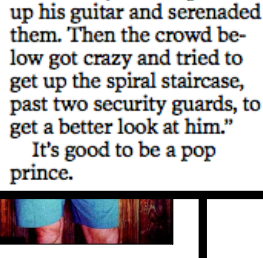 up his guitar and serenaded
them. Then the crowd be-
low got crazy and tried to
get up the spiral staircase,
past two security guards, to
get a better look at him.”
It's good to be a pop
prince.